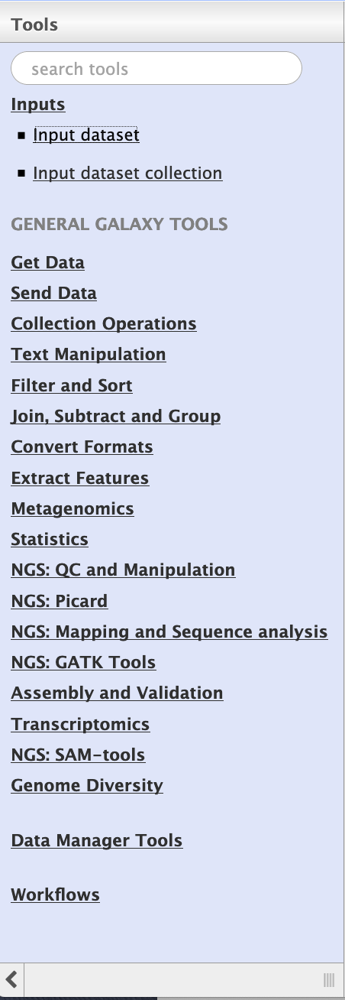 Tools
search tools
Inputs
Input dataset
Input dataset collection
GENERAL GALAXY TOOLS
Get Data
Send Data
Collection Operations
Text Manipulation
Filter and Sort
Join, Subtract and Group
Convert Formats
Extract Features
Metagenomics
Statistics
NGS: QC and Manipulation
NGS: Picard
NGS: Mapping and Sequence analysis
NGS: GATK Tools
Assembly and Validation
Transcriptomics
NGS: SAM-tools
Genome Diversity
Data Manager Tools
Workflows